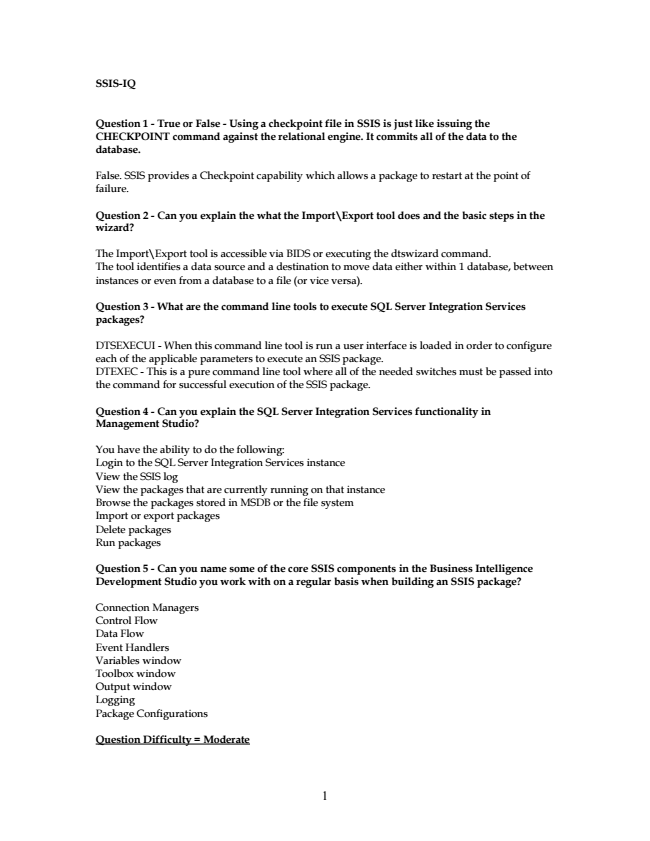 SSIS-IQ
Question 1 - True or False - Using a checkpoint file in SSIS is just like issuing the
CHECKPOINT command against the relational engine. It commits all of the data to the
database.
False. SSIS provides a Checkpoint capability which allows a package to restart at the point of
failure.
Question 2 - Can you explain the what the Import\Export tool does and the basic steps in the
wizard?
The Import\Export tool is accessible via BIDS or executing the dtswizard command.
The tool identifies a data source and a destination to move data either within 1 database, between
instances or even from a database to a file (or vice versa).
Question 3 - What are the command line tools to execute SQL Server Integration Services
packages?
DTSEXECUI - When this command line tool is run a user interface is loaded in order to configure
each of the applicable parameters to execute an SSIS package.
DTEXEC - This is a pure command line tool where all of the needed switches must be passed into
the command for successful execution of the SSIS package.
Question 4 - Can you explain the SQL Server Integration Services functionality in
Management Studio?
You have the ability to do the following:
Login to the SQL Server Integration Services instance
View the SSIS log
View the packages that are currently running on that instance
Browse the packages stored in MSDB or the file system
Import or export packages
Delete packages
Run packages
Question 5 - Can you name some of the core SSIS components in the Business Intelligence
Development Studio you work with on a regular basis when building an SSIS package?
Connection Managers
Control Flow
Data Flow
Event Handlers
Variables window
Toolbox window
Output window
Logging
Package Configurations
Question Difficulty = Moderate
1